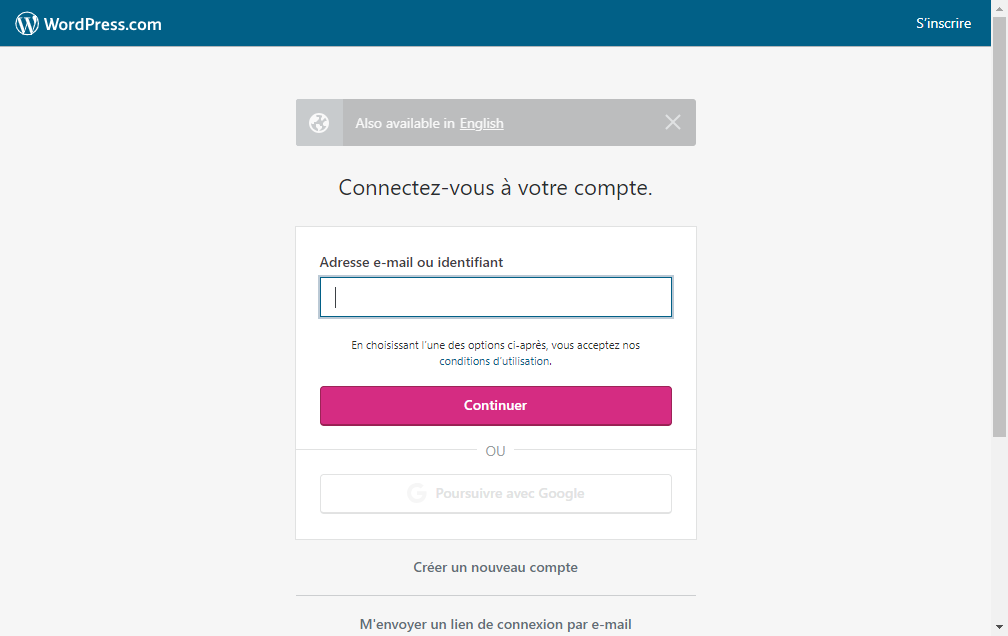 WordPress.com
S'inscrire
Also available in English
Connectez-vous à votre compte.
Adresse e-mail ou identifiant
En choisissant l'une des options ci-après, vous acceptez nos
conditions d'utilisation.
Continuer
OU
Poursuivre avec Google
Créer un nouveau compte
M'envoyer un lien de connexion par e-mail